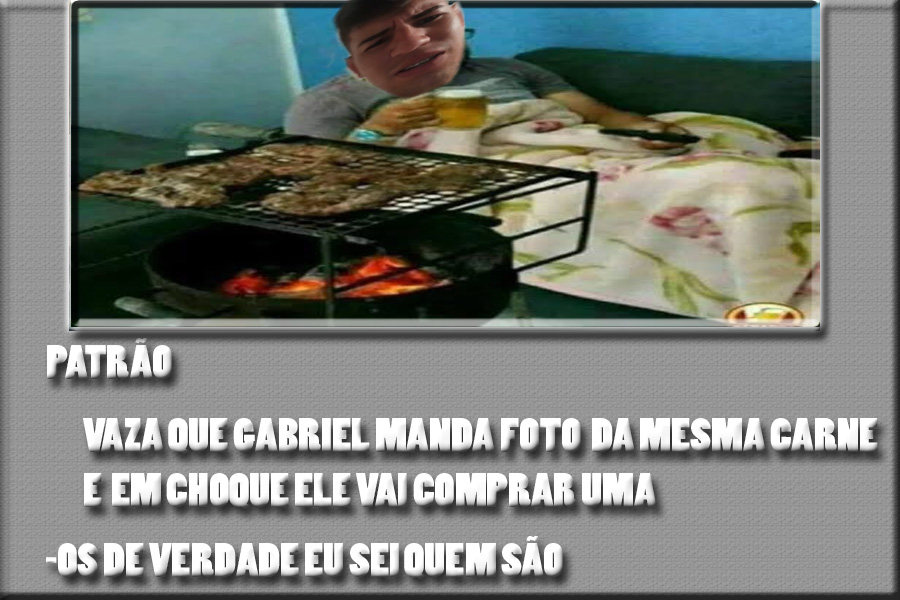 PATRÃO
VAZA QUE GABRIEL MANDA FOTO DA MESMA CARNE
E EM CHOQUE ELE VAI COMPRAR UMA
-OS DE VERDADE EU SEI QUEM SÃO